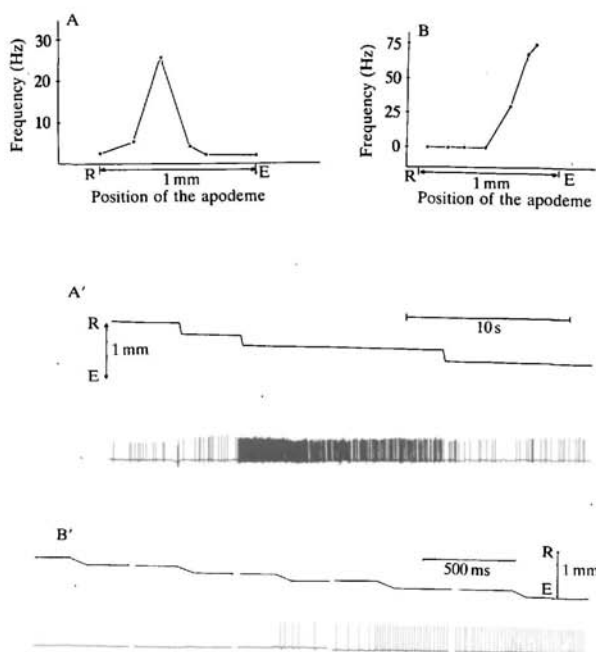 A
Frequency (Hz)
30
20
10
R
E
1 mm
Position of the apodeme
B
Frequency (Hz)
75
50
25
0
R
E
1 mm
Position of the apodeme
A′
R
1 mm
E
10 s
B′
500 ms
R
E
1 mm